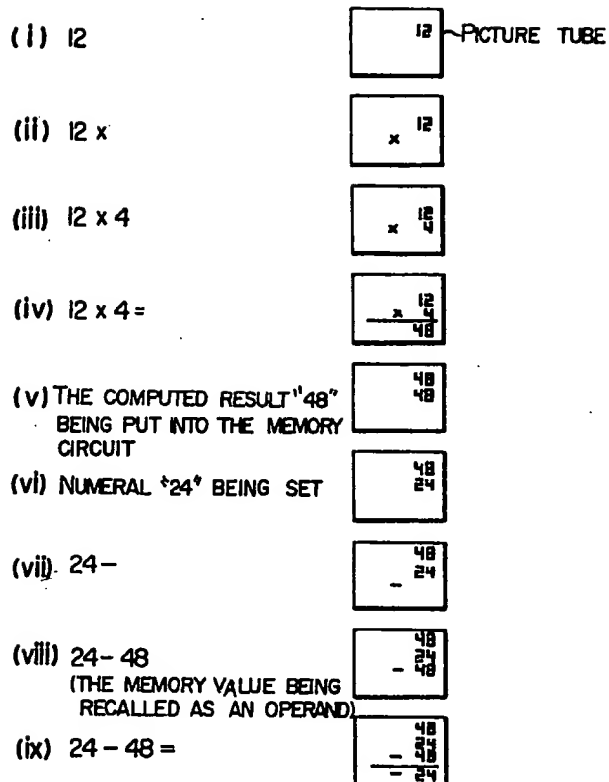 (i) 12
12 PICTURE TUBE
(ii) 12 x
12
x
(iii) 12 x 4
12
x 4
(iv) 12 x 4 =
12
x 4
48
(v) THE COMPUTED RESULT "48"
BEING PUT INTO THE MEMORY
CIRCUIT
48
48
(vi) NUMERAL "24" BEING SET
48
24
(vii) 24 –
48
24
–
(viii) 24 – 48
(THE MEMORY VALUE BEING
RECALLED AS AN OPERAND)
48
24
– 48
(ix) 24 – 48 =
48
24
– 48
– 24